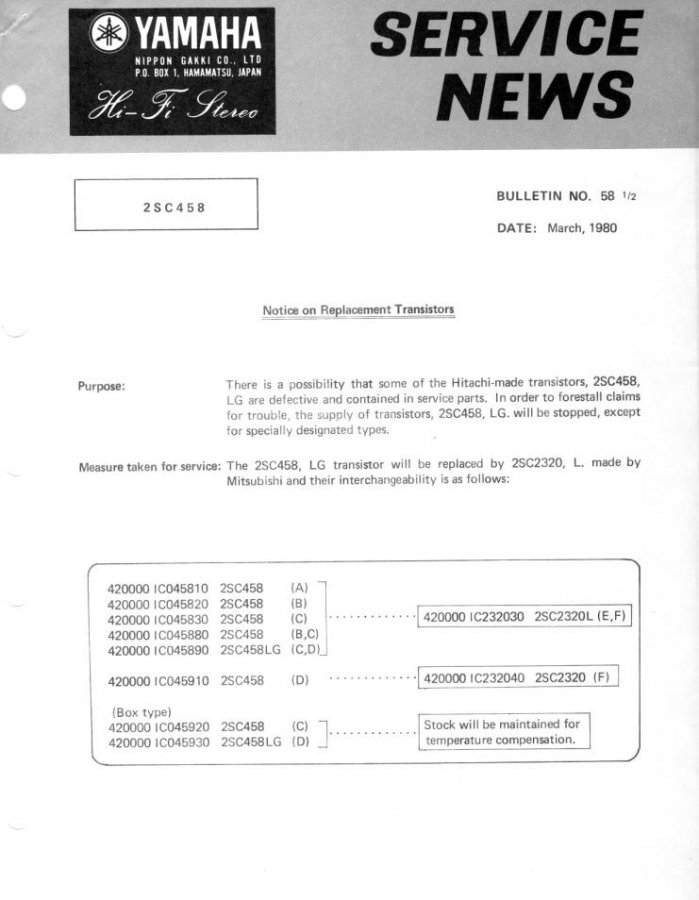 YAMAHA
NIPPON GAKKI CO., LTD
P.O. BOX 1, HAMAMATSU, JAPAN
Hi-Fi Stereo
SERVICE
NEWS
2SC458
BULLETIN NO. 58 1/2
DATE: March, 1980
Notice on Replacement Transistors
Purpose: There is a possibility that some of the Hitachi-made transistors, 2SC458,
LG are defective and contained in service parts. In order to forestall claims
for trouble, the supply of transistors, 2SC458, LG. will be stopped, except
for specially designated types.
Measure taken for service: The 2SC458, LG transistor will be replaced by 2SC2320, L. made by
Mitsubishi and their interchangeability is as follows:
420000 IC045810 2SC458 (A)
420000 IC045820 2SC458 (B)
420000 IC045830 2SC458 (C)
420000 IC045880 2SC458 (B,C)
420000 IC045890 2SC458LG (C,D)
420000 IC232030 2SC2320L (E,F)
420000 IC045910 2SC458 (D)
420000 IC232040 2SC2320 (F)
(Box type)
420000 IC045920 2SC458 (C)
420000 IC045930 2SC458LG (D)
Stock will be maintained for
temperature compensation.